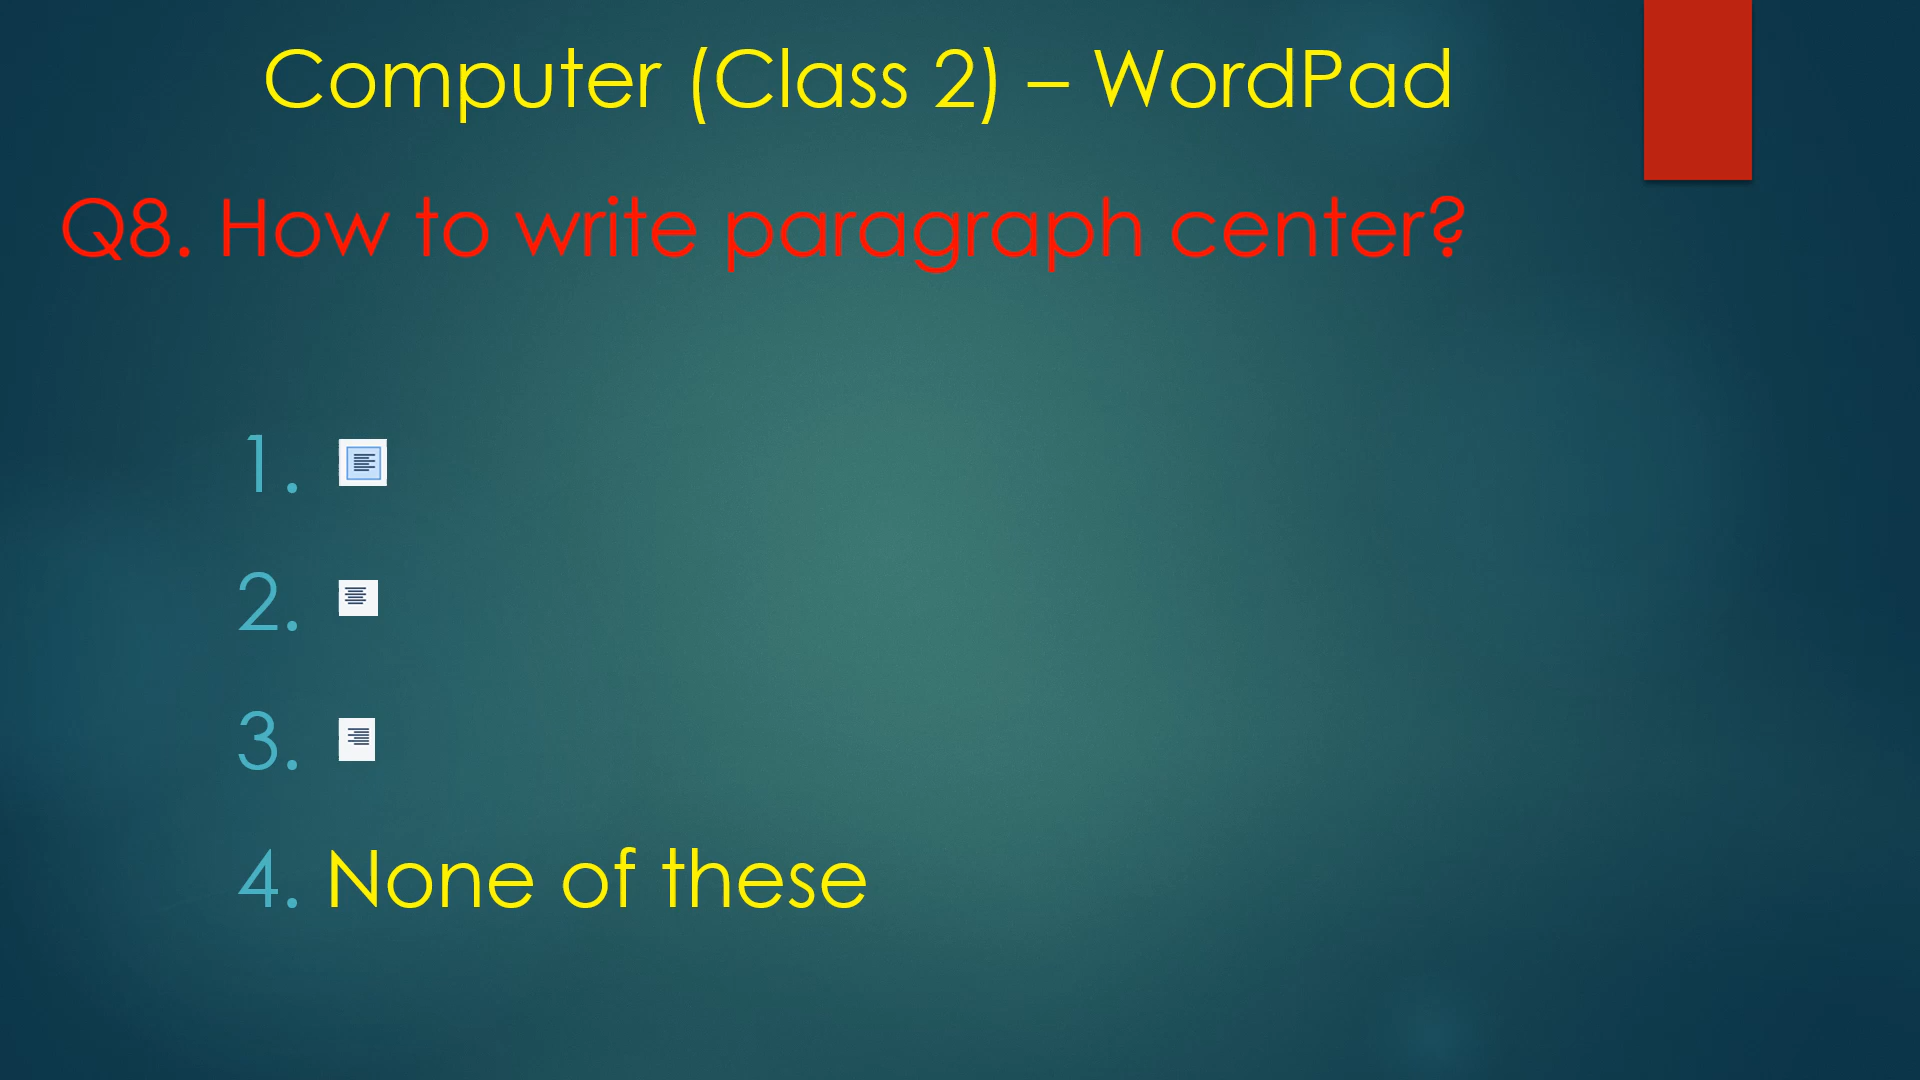 Computer (Class 2) – WordPad
Q8. How to write paragraph center?
1.
2.
3.
4. None of these